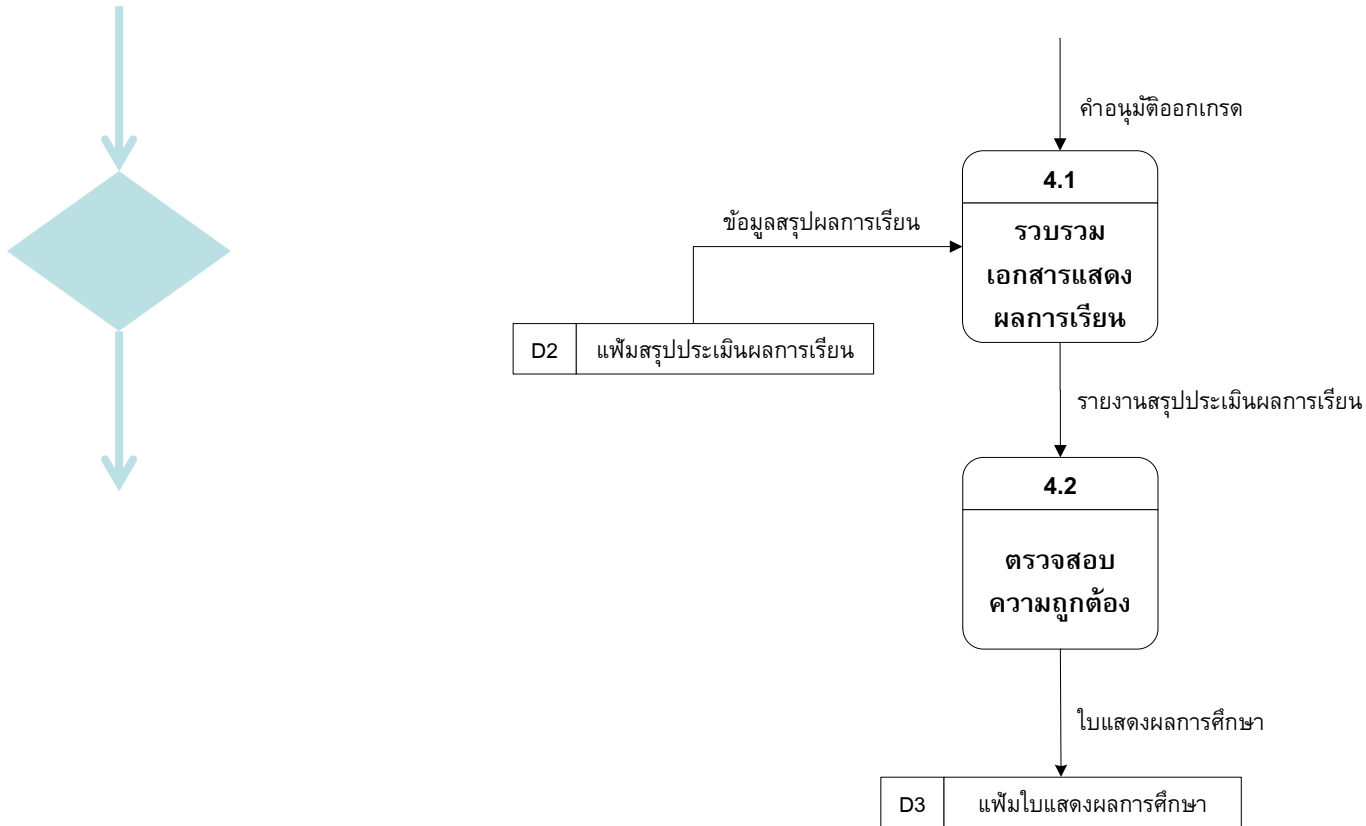 คำอนุมัติออกเกรด
4.1
ข้อมูลสรุปผลการเรียน
รวบรวม
เอกสารแสดง
ผลการเรียน
D2 แฟ้มสรุปประเมินผลการเรียน
รายงานสรุปประเมินผลการเรียน
4.2
ตรวจสอบ
ความถูกต้อง
ใบแสดงผลการศึกษา
D3 แฟ้มใบแสดงผลการศึกษา